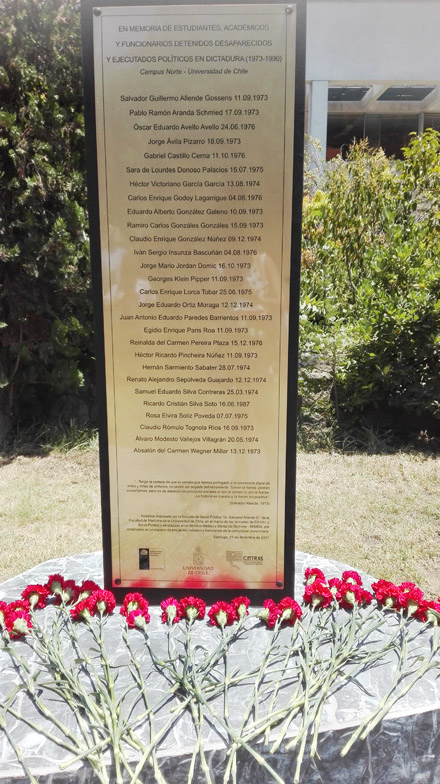 EN MEMORIA DE ESTUDIANTES, ACADÉMICOS
Y FUNCIONARIOS DETENIDOS DESAPARECIDOS
Y EJECUTADOS POLÍTICOS EN DICTADURA (1973-1990)
Campus Norte - Universidad de Chile
Salvador Guillermo Allende Gossens 11.09.1973
Pablo Ramón Aranda Schmied 17.09.1973
Óscar Eduardo Avello Avello 24.06.1976
Jorge Ávila Pizarro 18.09.1973
Gabriel Castillo Cerna 11.10.1976
Sara de Lourdes Donoso Palacios 15.07.1975
Héctor Victoriano García García 13.08.1974
Carlos Enrique Godoy Lagarrigue 04.08.1976
Eduardo Alberto González Galeno 10.09.1973
Ramiro Carlos Gonzáles Gonzáles 15.09.1973
Claudio Enrique González Núñez 09.12.1974
Iván Sergio Insunza Bascuñán 04.08.1976
Jorge Mario Jordan Domic 16.10.1973
Georges Klein Pipper 11.09.1973
Carlos Enrique Lorca Tobar 25.06.1975
Jorge Eduardo Ortiz Moraga 12.12.1974
Juan Antonio Eduardo Paredes Barrientos 11.09.1973
Egidio Enrique Paris Roa 11.09.1973
Reinalda del Carmen Pereira Plaza 15.12.1976
Héctor Ricardo Pincheira Núñez 11.09.1973
Hernán Sarmiento Sabater 28.07.1974
Renato Alejandro Sepúlveda Guajardo 12.12.1974
Samuel Eduardo Silva Contreras 25.03.1974
Ricardo Cristián Silva Soto 16.06.1987
Rosa Elvira Soliz Poveda 07.07.1975
Claudio Rómulo Tognola Ríos 16.09.1973
Álvaro Modesto Vallejos Villagrán 20.05.1974
Absalón del Carmen Wegner Millar 13.12.1973
(Salvador Allende, 1973)
UNIVERSIDAD
DE CHILE
CINTRAS